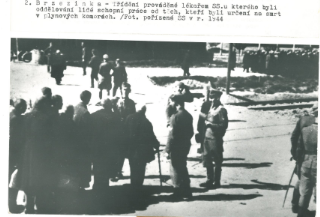 2, Brzezinka- Třídění prováděné lékařem SS.u kterého byli
oddělování lidé schopní práce od těch, kteří byli určeni na smrt
v plynových komorách. /Fot. pořízené SS v r. 1944